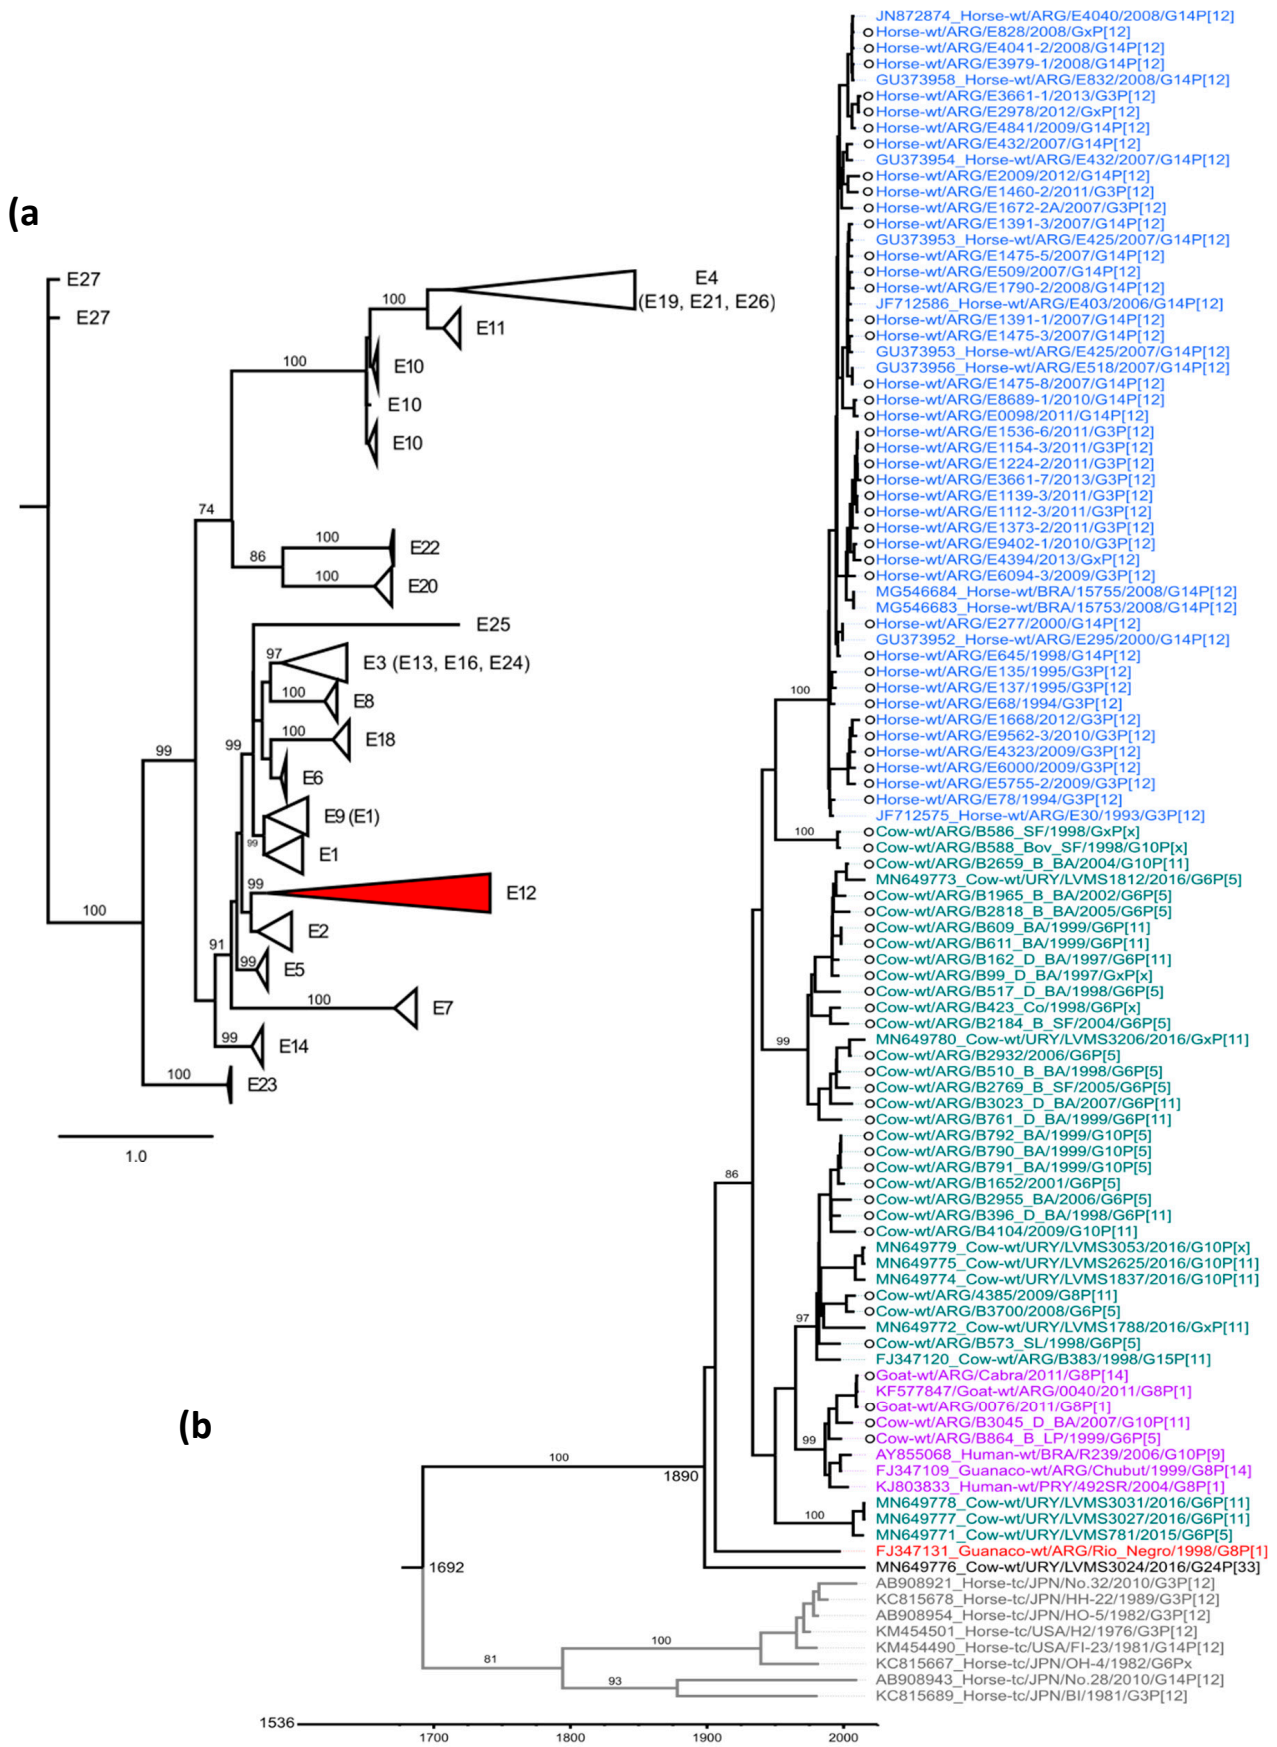 (a
E27
E27
E4
(E19, E21, E26)
100
E11
100
E10
E10
E10
74
100
E22
86
100
E20
E25
97
E3 (E13, E16, E24)
100
E8
100
E18
99
99
E6
E9 (E1)
99
E1
99
E12
E2
100
91
99
E5
100
E7
99
E14
100
E23
1.0
(b
JN872874_Horse-wt/ARG/E4040/2008/G14P[12]
Horse-wt/ARG/E828/2008/GxP[12]
Horse-wt/ARG/E4041-2/2008/G14P[12]
Horse-wt/ARG/E3979-1/2008/G14P[12]
GU373958_Horse-wt/ARG/E832/2008/G14P[12]
Horse-wt/ARG/E3661-1/2013/G3P[12]
Horse-wt/ARG/E2978/2012/GxP[12]
Horse-wt/ARG/E4841/2009/G14P[12]
Horse-wt/ARG/E432/2007/G14P[12]
GU373954_Horse-wt/ARG/E432/2007/G14P[12]
Horse-wt/ARG/E2009/2012/G14P[12]
Horse-wt/ARG/E1460-2/2011/G3P[12]
Horse-wt/ARG/E1672-2A/2007/G3P[12]
Horse-wt/ARG/E1391-3/2007/G14P[12]
GU373953_Horse-wt/ARG/E425/2007/G14P[12]
Horse-wt/ARG/E1475-5/2007/G14P[12]
Horse-wt/ARG/E509/2007/G14P[12]
Horse-wt/ARG/E1790-2/2008/G14P[12]
JF712586_Horse-wt/ARG/E403/2006/G14P[12]
Horse-wt/ARG/E1391-1/2007/G14P[12]
Horse-wt/ARG/E1475-3/2007/G14P[12]
GU373953_Horse-wt/ARG/E425/2007/G14P[12]
GU373956_Horse-wt/ARG/E518/2007/G14P[12]
Horse-wt/ARG/E1475-8/2007/G14P[12]
Horse-wt/ARG/E8689-1/2010/G14P[12]
Horse-wt/ARG/E0098/2011/G14P[12]
Horse-wt/ARG/E1536-6/2011/G3P[12]
Horse-wt/ARG/E1154-3/2011/G3P[12]
Horse-wt/ARG/E1224-2/2011/G3P[12]
Horse-wt/ARG/E3661-7/2013/G3P[12]
Horse-wt/ARG/E1139-3/2011/G3P[12]
Horse-wt/ARG/E1112-3/2011/G3P[12]
Horse-wt/ARG/E1373-2/2011/G3P[12]
Horse-wt/ARG/E9402-1/2010/G3P[12]
Horse-wt/ARG/E4394/2013/GxP[12]
Horse-wt/ARG/E6094-3/2009/G3P[12]
MG546684_Horse-wt/BRA/15755/2008/G14P[12]
MG546683_Horse-wt/BRA/15753/2008/G14P[12]
Horse-wt/ARG/E277/2000/G14P[12]
GU373952_Horse-wt/ARG/E295/2000/G14P[12]
Horse-wt/ARG/E645/1998/G14P[12]
Horse-wt/ARG/E135/1995/G3P[12]
Horse-wt/ARG/E137/1995/G3P[12]
Horse-wt/ARG/E68/1994/G3P[12]
Horse-wt/ARG/E1668/2012/G3P[12]
Horse-wt/ARG/E9562-3/2010/G3P[12]
Horse-wt/ARG/E4323/2009/G3P[12]
Horse-wt/ARG/E6000/2009/G3P[12]
Horse-wt/ARG/E5755-2/2009/G3P[12]
Horse-wt/ARG/E78/1994/G3P[12]
JF712575_Horse-wt/ARG/E30/1993/G3P[12]
Cow-wt/ARG/B586_SF/1998/GxP[x]
Cow-wt/ARG/B588_Bov_SF/1998/G10P[x]
Cow-wt/ARG/B2659_B_BA/2004/G10P[11]
MN649773_Cow-wt/URY/LVMS1812/2016/G6P[5]
Cow-wt/ARG/B1965_B_BA/2002/G6P[5]
Cow-wt/ARG/B2818_B_BA/2005/G6P[5]
Cow-wt/ARG/B609_BA/1999/G6P[11]
Cow-wt/ARG/B611_BA/1999/G6P[11]
Cow-wt/ARG/B162_D_BA/1997/G6P[11]
Cow-wt/ARG/B99_D_BA/1997/GxP[x]
Cow-wt/ARG/B517_D_BA/1998/G6P[5]
Cow-wt/ARG/B423_Co/1998/G6P[x]
Cow-wt/ARG/B2184_B_SF/2004/G6P[5]
MN649780_Cow-wt/URY/LVMS3206/2016/GxP[11]
Cow-wt/ARG/B2932/2006/G6P[5]
Cow-wt/ARG/B510_B_BA/1998/G6P[5]
Cow-wt/ARG/B2769_B_SF/2005/G6P[5]
Cow-wt/ARG/B3023_D_BA/2007/G6P[11]
Cow-wt/ARG/B761_D_BA/1999/G6P[11]
Cow-wt/ARG/B792_BA/1999/G10P[5]
Cow-wt/ARG/B790_BA/1999/G10P[5]
Cow-wt/ARG/B791_BA/1999/G10P[5]
Cow-wt/ARG/B1652/2001/G6P[5]
Cow-wt/ARG/B2955_BA/2006/G6P[5]
Cow-wt/ARG/B396_D_BA/1998/G6P[11]
Cow-wt/ARG/B4104/2009/G10P[11]
MN649779_Cow-wt/URY/LVMS3053/2016/G10P[x]
MN649775_Cow-wt/URY/LVMS2625/2016/G10P[11]
MN649774_Cow-wt/URY/LVMS1837/2016/G10P[11]
Cow-wt/ARG/4385/2009/G8P[11]
Cow-wt/ARG/B3700/2008/G6P[5]
MN649772_Cow-wt/URY/LVMS1788/2016/GxP[11]
Cow-wt/ARG/B573_SL/1998/G6P[5]
FJ347120_Cow-wt/ARG/B383/1998/G15P[11]
Goat-wt/ARG/Cabra/2011/G8P[14]
KF577847/Goat-wt/ARG/0040/2011/G8P[1]
Goat-wt/ARG/0076/2011/G8P[1]
Cow-wt/ARG/B3045_D_BA/2007/G10P[11]
Cow-wt/ARG/B864_B_LP/1999/G6P[5]
AY855068_Human-wt/BRA/R239/2006/G10P[9]
FJ347109_Guanaco-wt/ARG/Chubut/1999/G8P[14]
KJ803833_Human-wt/PRY/492SR/2004/G8P[1]
MN649778_Cow-wt/URY/LVMS3031/2016/G6P[11]
MN649777_Cow-wt/URY/LVMS3027/2016/G6P[11]
MN649771_Cow-wt/URY/LVMS781/2015/G6P[5]
FJ347131_Guanaco-wt/ARG/Rio_Negro/1998/G8P[1]
MN649776_Cow-wt/URY/LVMS3024/2016/G24P[33]
AB908921_Horse-tc/JPN/No.32/2010/G3P[12]
KC815678_Horse-tc/JPN/HH-22/1989/G3P[12]
AB908954_Horse-tc/JPN/HO-5/1982/G3P[12]
KM454501_Horse-tc/USA/H2/1976/G3P[12]
KM454490_Horse-tc/USA/FI-23/1981/G14P[12]
KC815667_Horse-tc/JPN/OH-4/1982/G6Px
AB908943_Horse-tc/JPN/No.28/2010/G14P[12]
KC815689_Horse-tc/JPN/BI/1981/G3P[12]
100
100
99
86
97
99
100
100
1890
1692
100
81
93
1536
1700
1800
1900
2000